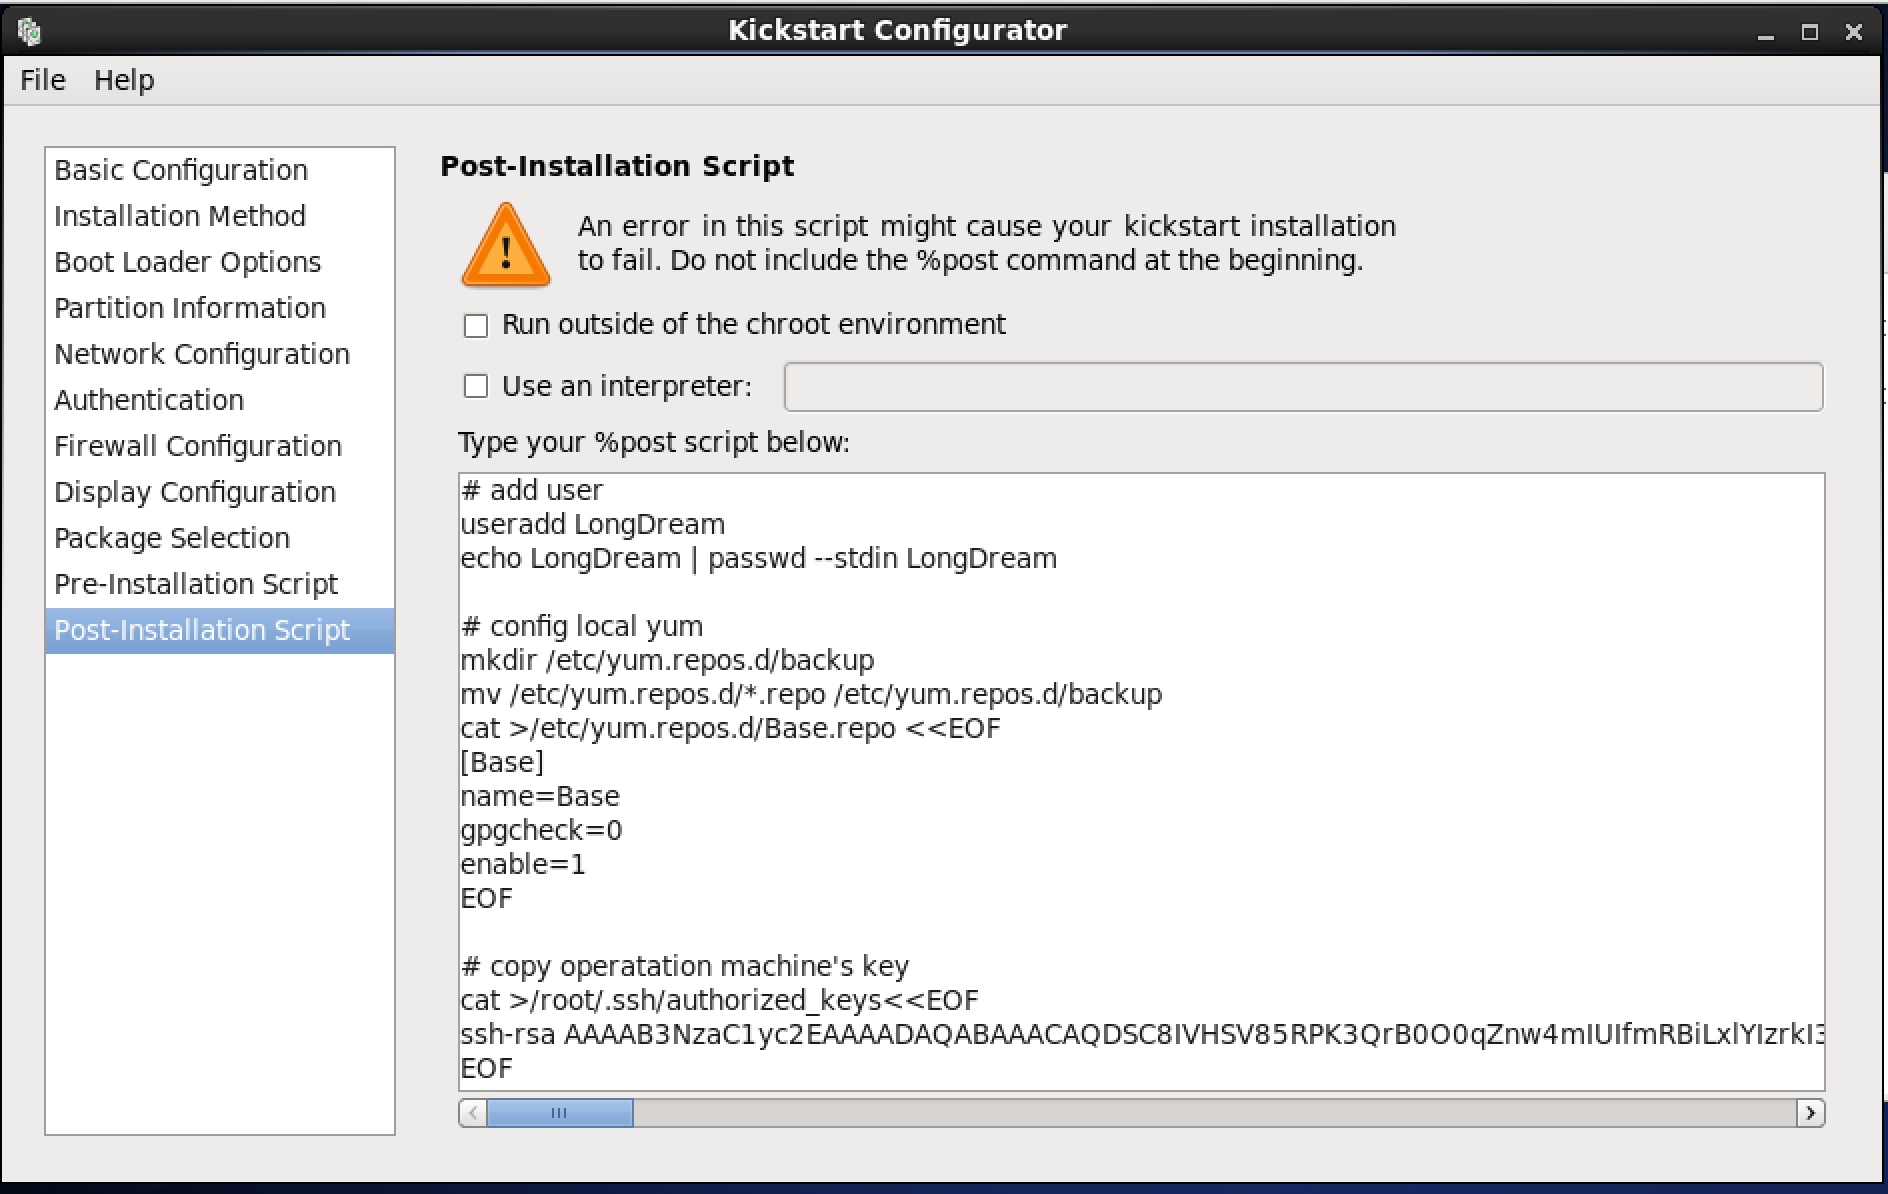 Kickstart Configurator
File Help
Basic Configuration
Installation Method
Boot Loader Options
Partition Information
Network Configuration
Authentication
Firewall Configuration
Display Configuration
Package Selection
Pre-Installation Script
Post-Installation Script
Post-Installation Script
An error in this script might cause your kickstart installation
to fail. Do not include the %post command at the beginning.
Run outside of the chroot environment
Use an interpreter:
Type your %post script below:
# add user
useradd LongDream
echo LongDream | passwd --stdin LongDream
# config local yum
mkdir /etc/yum.repos.d/backup
mv /etc/yum.repos.d/*.repo /etc/yum.repos.d/backup
cat >/etc/yum.repos.d/Base.repo <<EOF
[Base]
name=Base
gpgcheck=0
enable=1
EOF
# copy operatation machine's key
cat >/root/.ssh/authorized_keys<<EOF
ssh-rsa
EOF